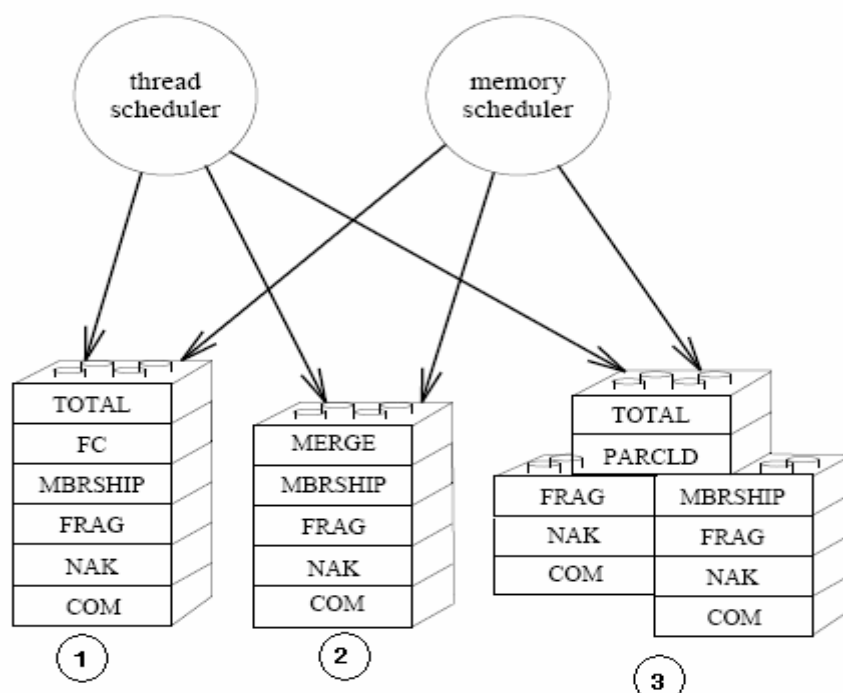 thread
scheduler
memory
scheduler
TOTAL
FC
MBRSHIP
FRAG
NAK
COM
1
MERGE
MBRSHIP
FRAG
NAK
COM
2
TOTAL
PARCLD
FRAG
NAK
COM
MBRSHIP
FRAG
NAK
COM
3